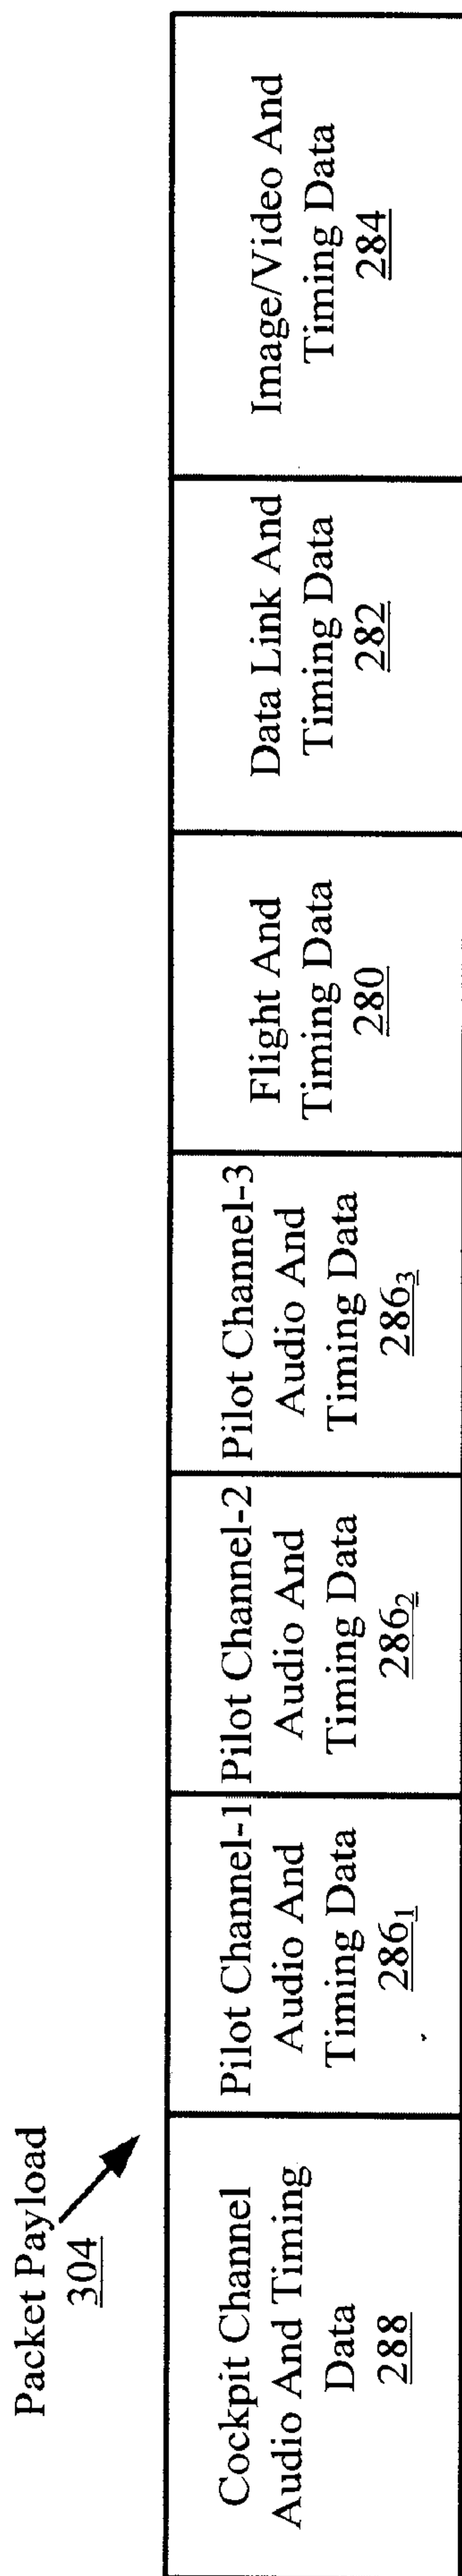 Packet Payload
304
Cockpit Channel
Audio And Timing
Data
288
Pilot Channel-1
Audio And
Timing Data
286₁
Pilot Channel-2
Audio And
Timing Data
286₂
Pilot Channel-3
Audio And
Timing Data
286₃
Flight And
Timing Data
280
Data Link And
Timing Data
282
Image/Video And
Timing Data
284